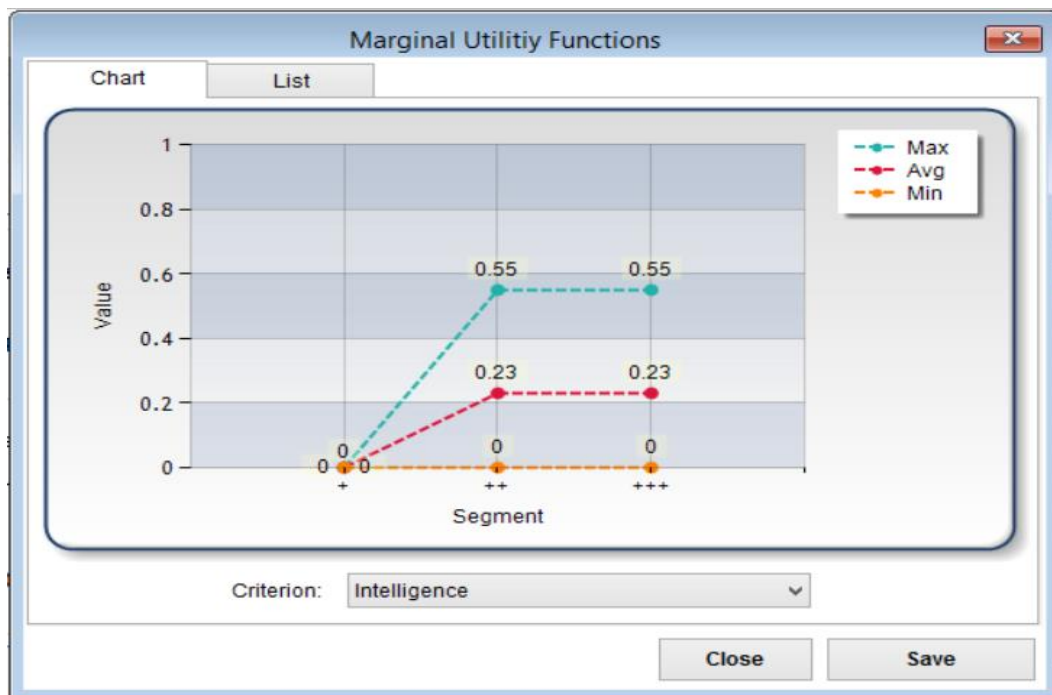 Marginal Utilitiy Functions
Chart List
1
0.8
0.6
0.4
0.2
0
Value
0.55 0.55
0.23 0.23
0 0 0
0 0
+ ++ +++
Segment
Max
Avg
Min
Criterion: Intelligence
Close Save